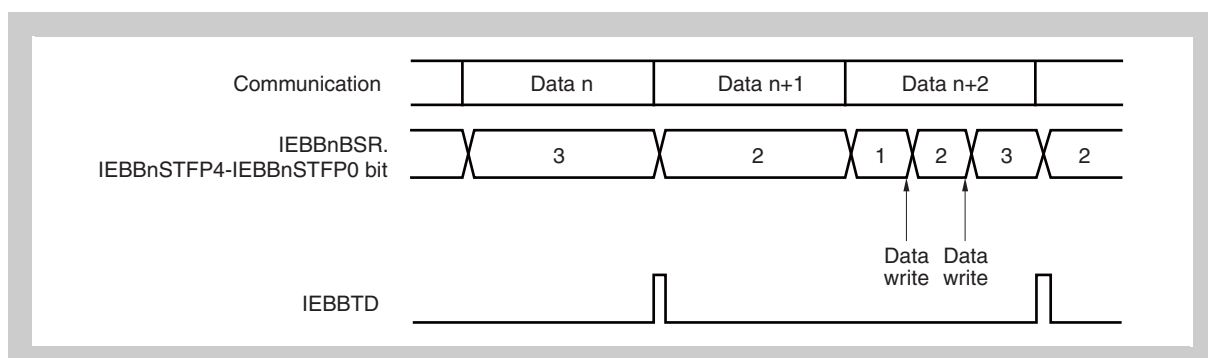 Communication
Data n
Data n+1
Data n+2
IEBBnBSR.
IEBBnSTFP4-IEBBnSTFP0 bit
3
2
1
2
3
2
Data Data
write write
IEBBTD